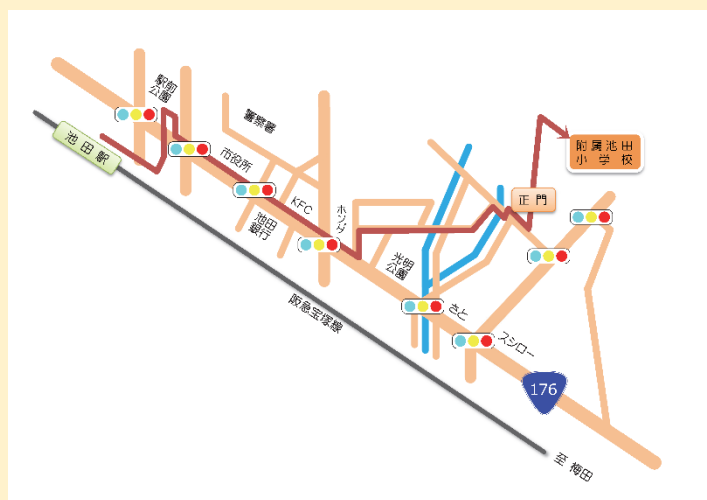 駅前
公園
警察署
池田駅
市役所
KFC
池田
銀行
ホンダ
附属池田
小学校
正門
光明
公園
さと
スシロー
阪急宝塚線
176
至 梅田